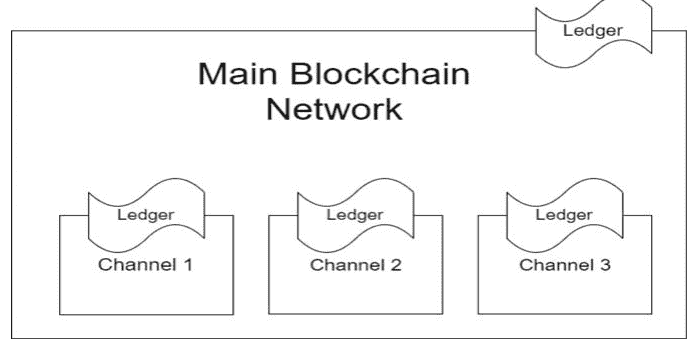 Ledger
Main Blockchain
Network
Ledger
Ledger
Ledger
Channel 1
Channel 2
Channel 3